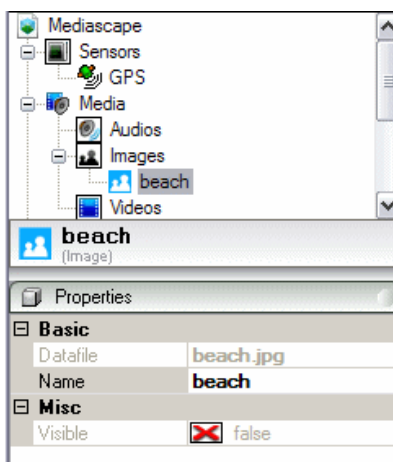 Mediascape
Sensors
GPS
Media
Audios
Images
beach
Videos
beach
(Image)
Properties
Basic
Datafile beach.jpg
Name beach
Misc
Visible false